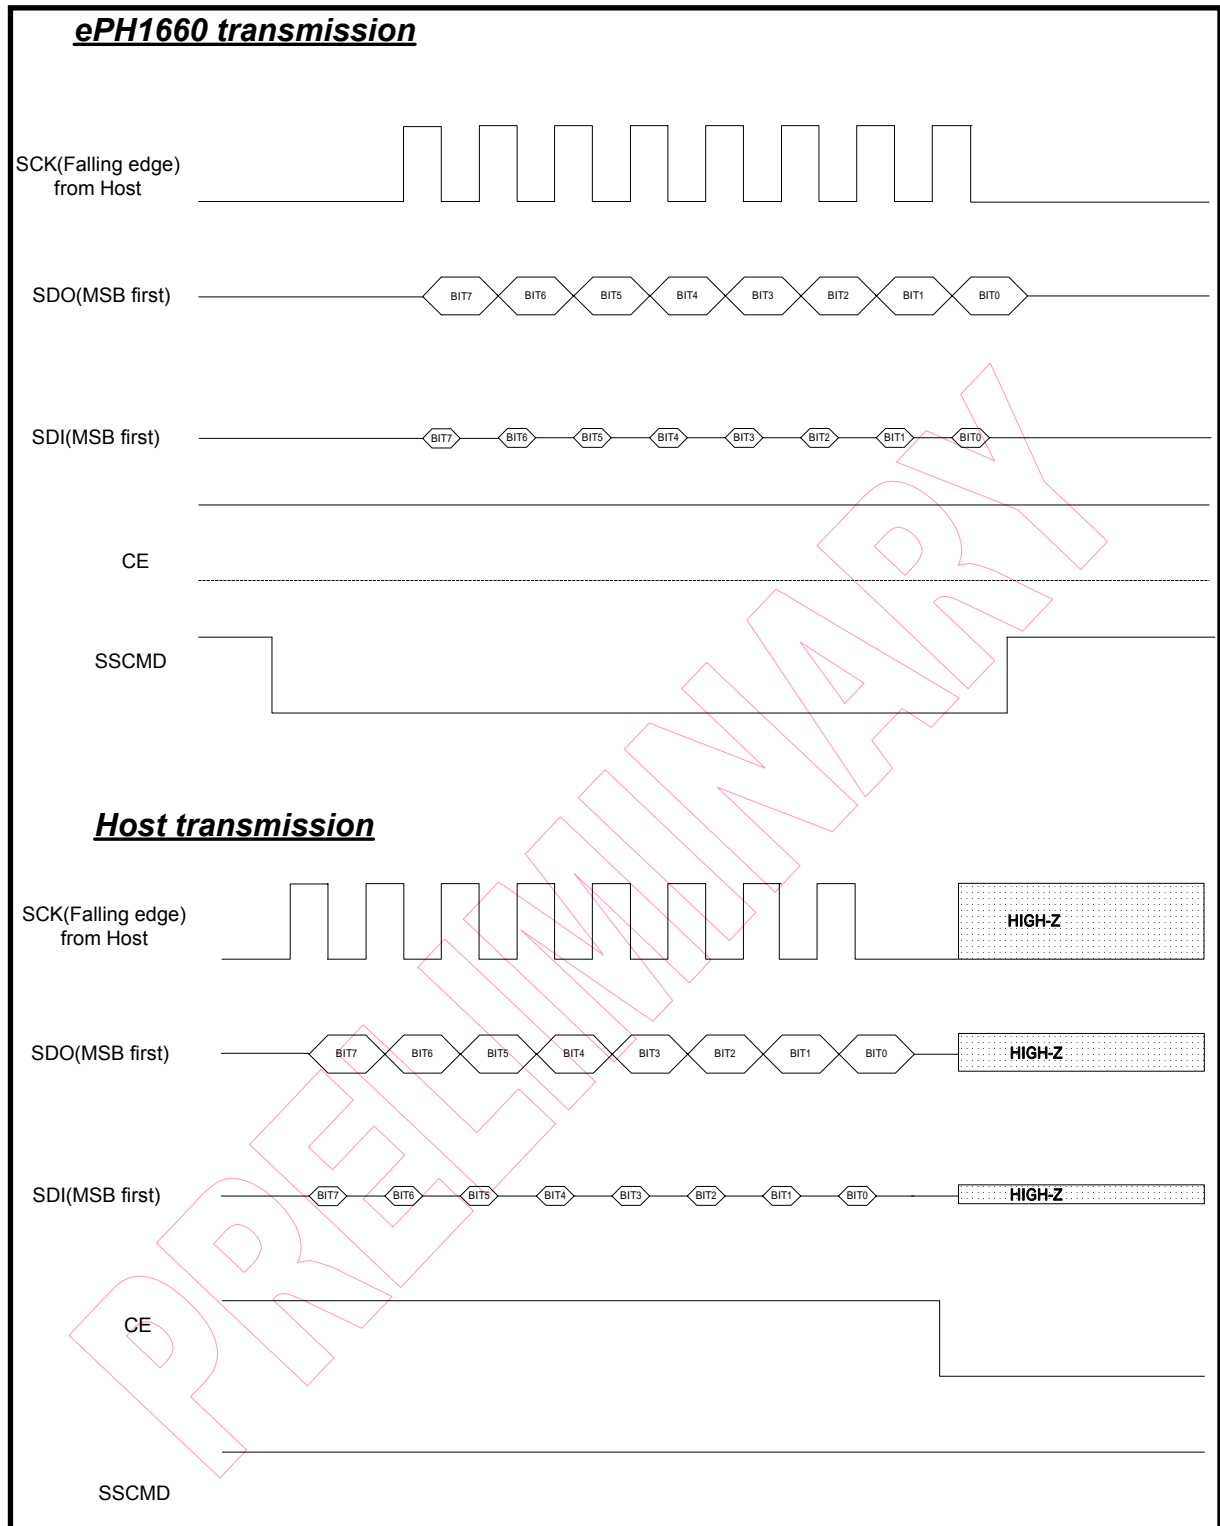 ePH1660 transmission
SCK(Falling edge)
from Host
SDO(MSB first)
BIT7 BIT6 BIT5 BIT4 BIT3 BIT2 BIT1 BIT0
SDI(MSB first)
BIT7 BIT6 BIT5 BIT4 BIT3 BIT2 BIT1 BIT0
CE
SSCMD
PRELIMINARY
Host transmission
SCK(Falling edge)
from Host
HIGH-Z
SDO(MSB first)
BIT7 BIT6 BIT5 BIT4 BIT3 BIT2 BIT1 BIT0
HIGH-Z
SDI(MSB first)
BIT7 BIT6 BIT5 BIT4 BIT3 BIT2 BIT1 BIT0
HIGH-Z
CE
SSCMD